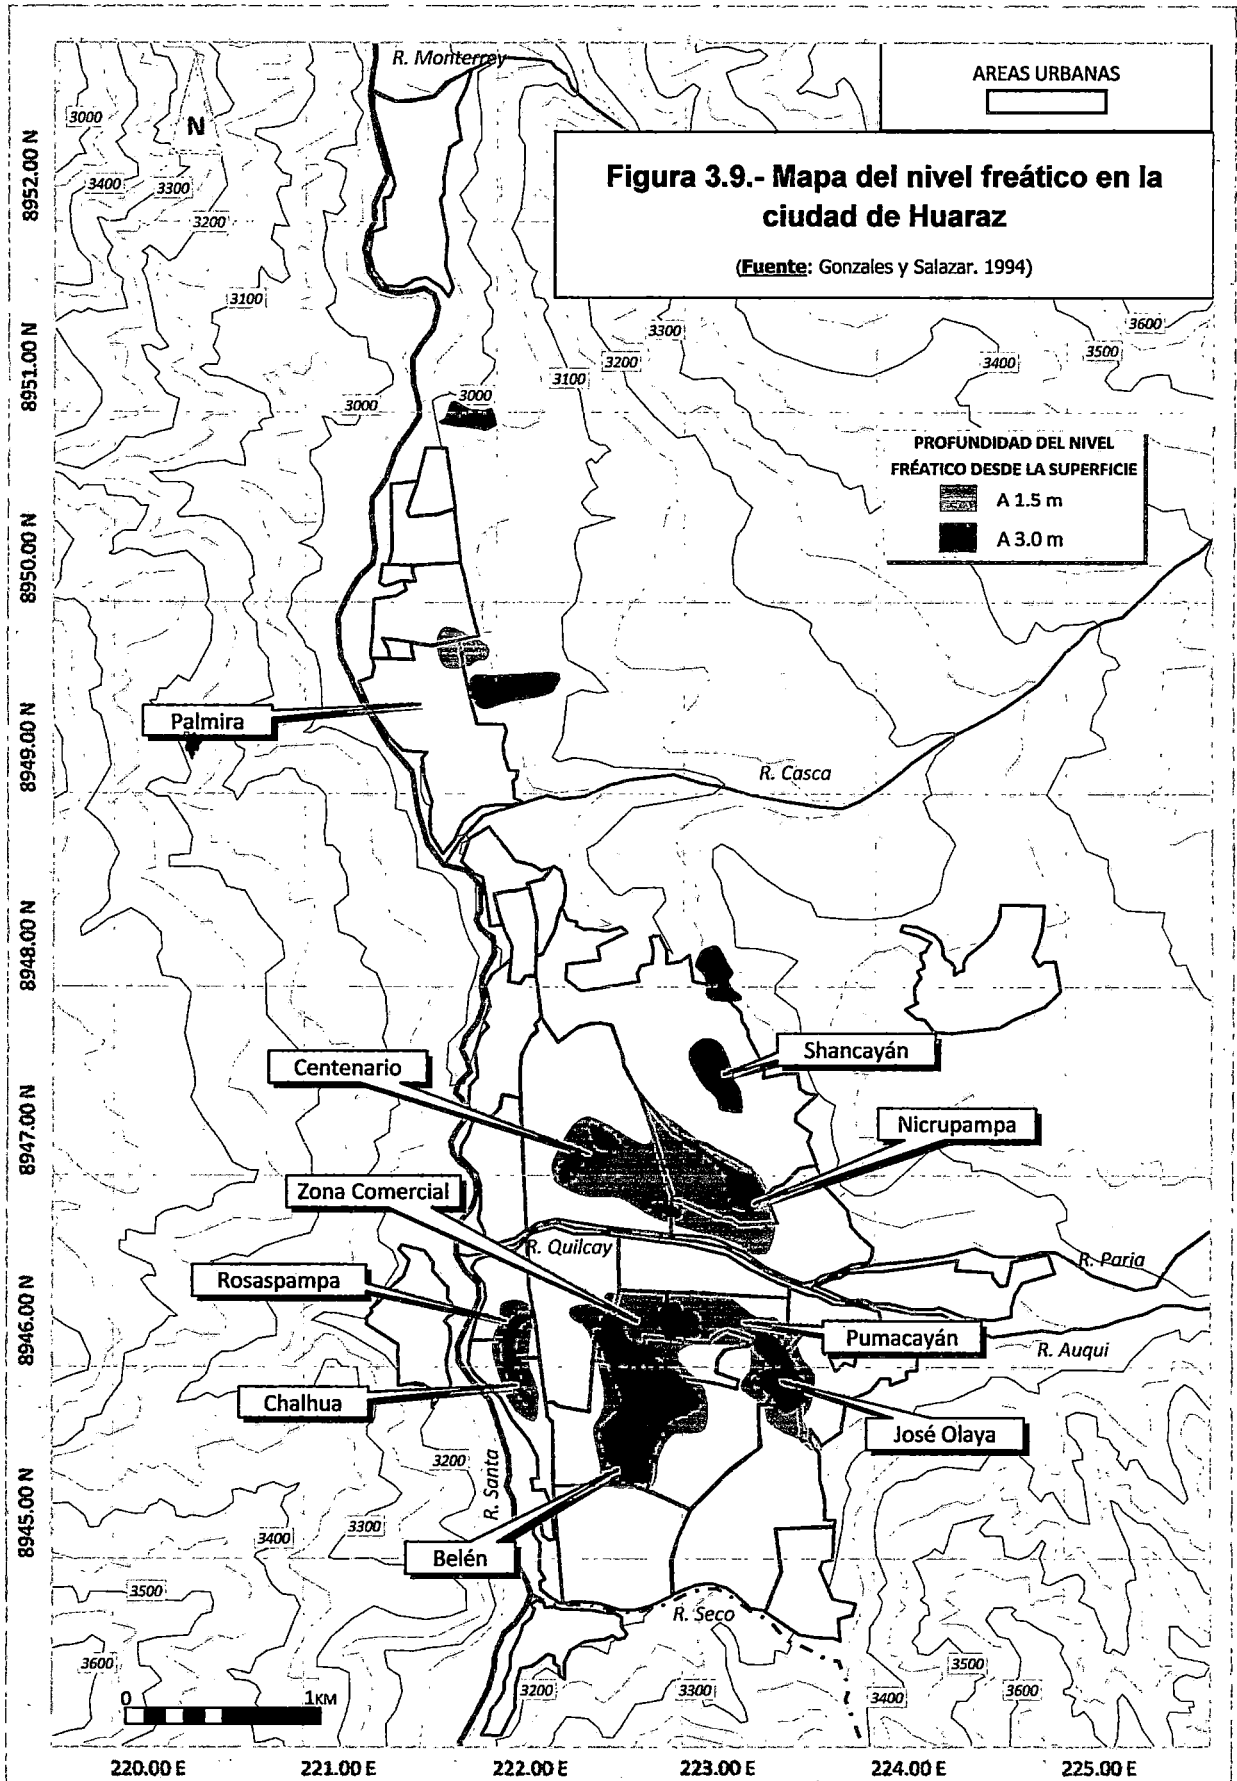 R. Monterrey
AREAS URBANAS
N
Figura 3.9.- Mapa del nivel freático en la
ciudad de Huaraz
(Fuente: Gonzales y Salazar. 1994)
3000
3400
3300
3200
3100
3000
3000
3100
3200
3300
3400
3500
3600
PROFUNDIDAD DEL NIVEL
FRÉATICO DESDE LA SUPERFICIE
A 1.5 m
A 3.0 m
Palmira
R. Casca
Shancayán
Centenario
Nicrupampa
Zona Comercial
R. Quilcay
R. Paria
Rosaspampa
Pumacayán
R. Auqui
Chalhua
José Olaya
R. Santa
Belén
R. Seco
3200
3300
3400
3500
3600
3200
3300
3400
3500
3600
0 1KM
8952.00 N
8951.00 N
8950.00 N
8949.00 N
8948.00 N
8947.00 N
8946.00 N
8945.00 N
220.00 E
221.00 E
222.00 E
223.00 E
224.00 E
225.00 E